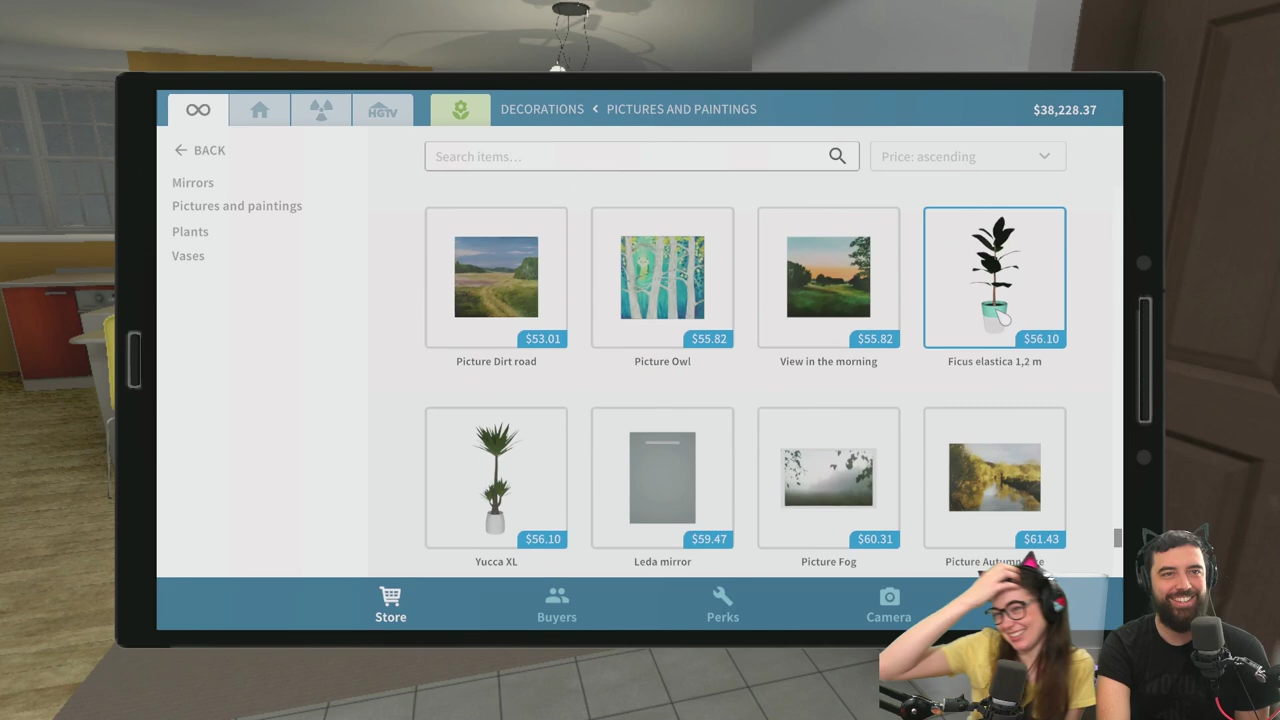 HGTV
DECORATIONS < PICTURES AND PAINTINGS
$38,228.37
BACK
Search items...
Price: ascending
Mirrors
Pictures and paintings
Plants
Vases
$53.01
$55.82
$55.82
$56.10
Picture Dirt road
Picture Owl
View in the morning
Ficus elastica 1,2 m
$56.10
$59.47
$60.31
$61.43
Yucca XL
Leda mirror
Picture Fog
Picture
Store
Buyers
Perks
Camera